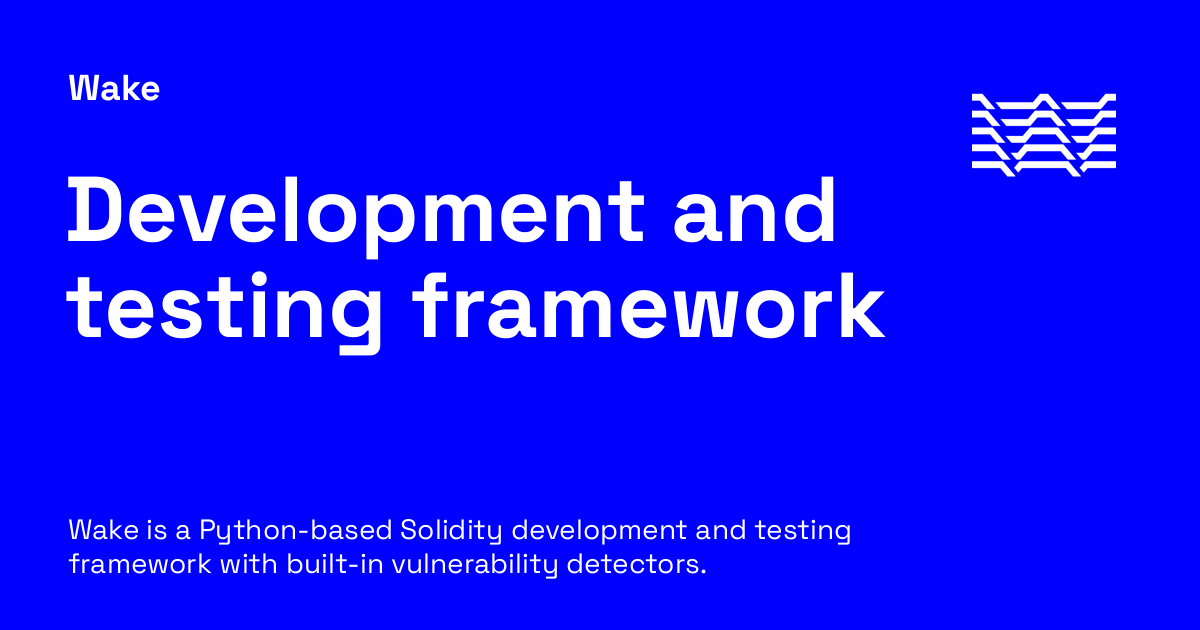 Wake
Development and
testing framework
Wake is a Python-based Solidity development and testing
framework with built-in vulnerability detectors.